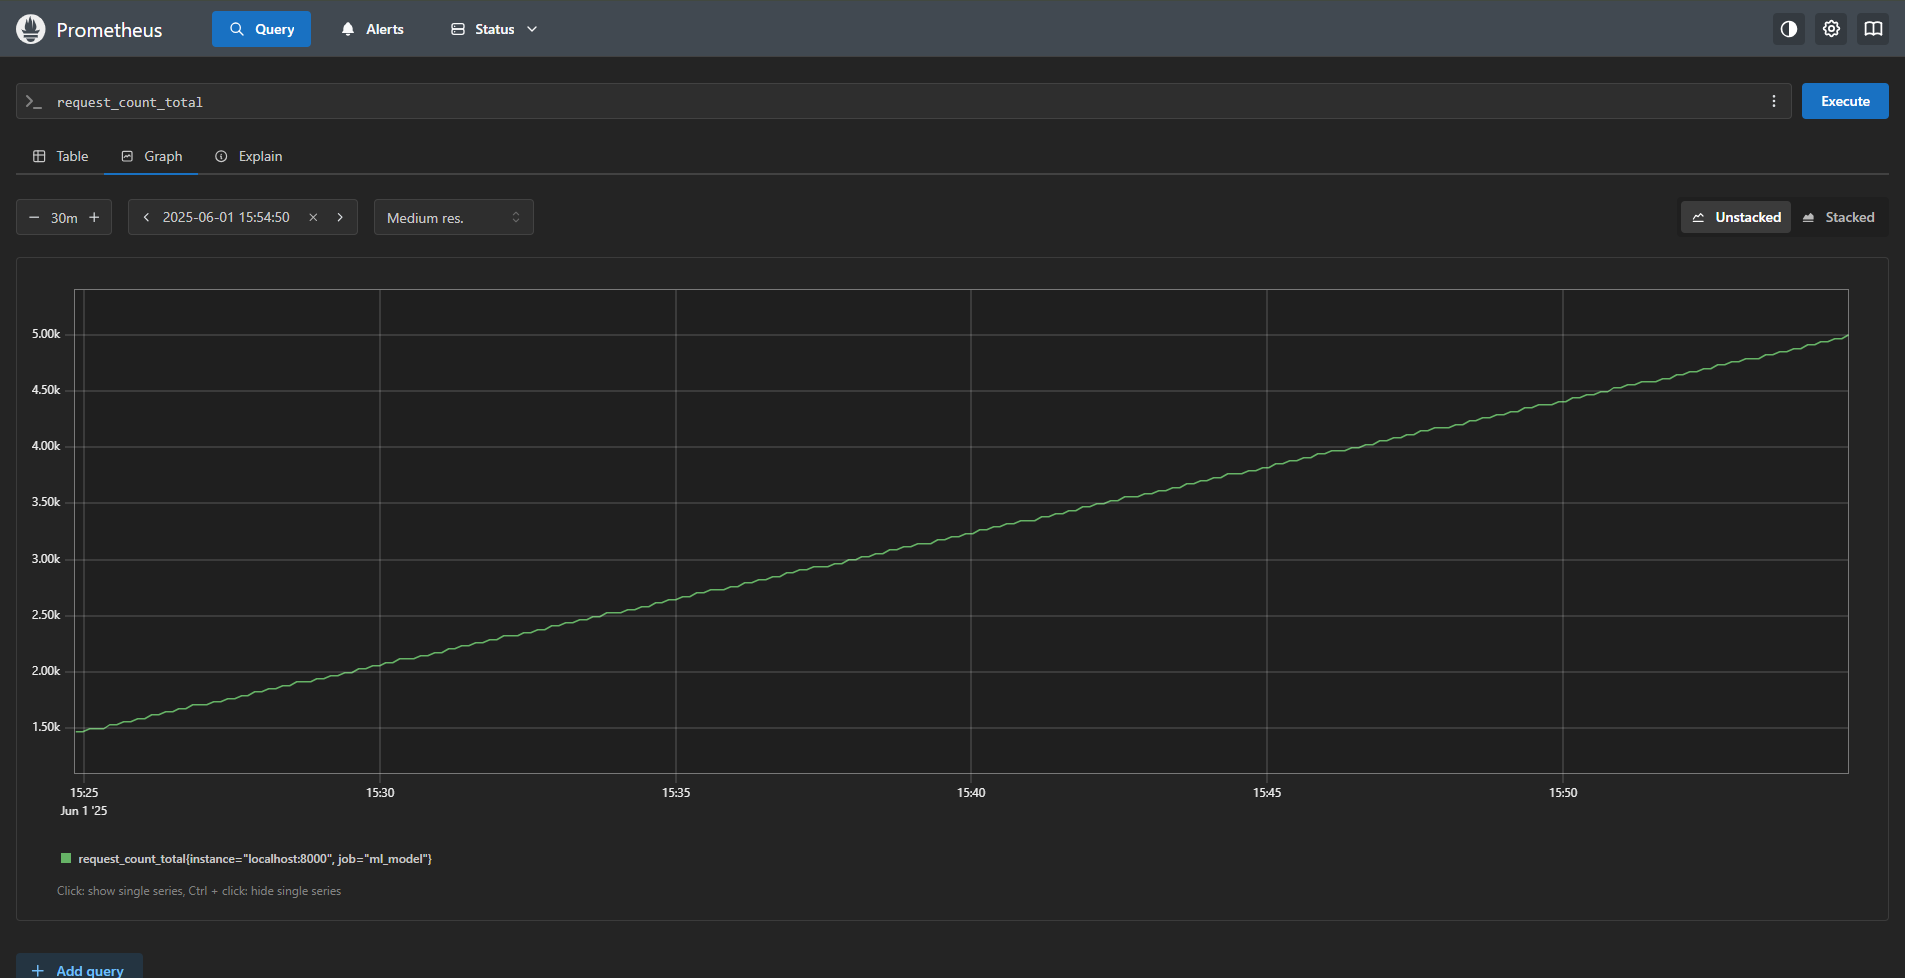 Prometheus Query Alerts Status
request_count_total Execute
Table Graph Explain
30m 2025-06-01 15:54:50 Medium res. Unstacked Stacked
5.00k
4.50k
4.00k
3.50k
3.00k
2.50k
2.00k
1.50k
15:25 15:30 15:35 15:40 15:45 15:50
Jun 1 '25
request_count_total{instance="localhost:8000", job="ml_model"}
Click: show single series, Ctrl + click: hide single series
+ Add query